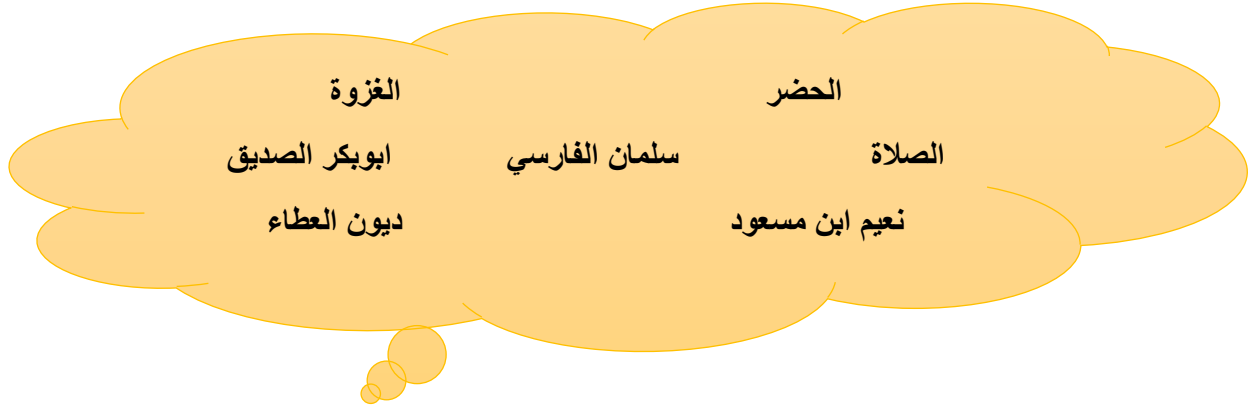 الحضر الغزوة
الصلاة سلمان الفارسي ابوبكر الصديق
نعيم ابن مسعود ديون العطاء